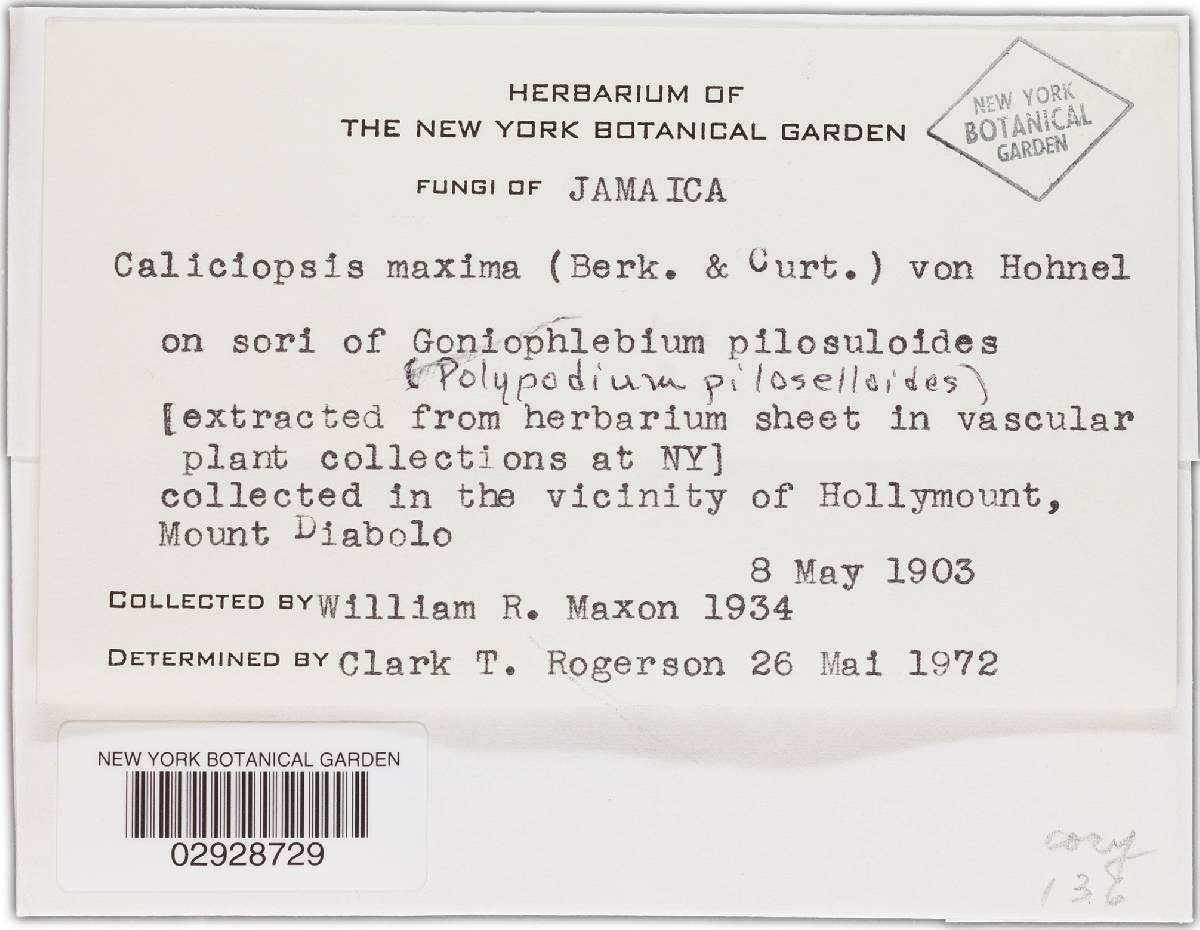 HERBARIUM OF
THE NEW YORK BOTANICAL GARDEN
NEW YORK
BOTANICAL
GARDEN
FUNGI OF JAMAICA
Caliciopsis maxima (Berk. & Curt.) von Hohnel
on sori of Goniophlebium pilosuloides
(Polypodium piloselloides)
[extracted from herbarium sheet in vascular
plant collections at NY]
collected in the vicinity of Hollymount,
Mount Diabolo
8 May 1903
COLLECTED BY William R. Maxon 1934
DETERMINED BY Clark T. Rogerson 26 Mai 1972
NEW YORK BOTANICAL GARDEN
02928729
136